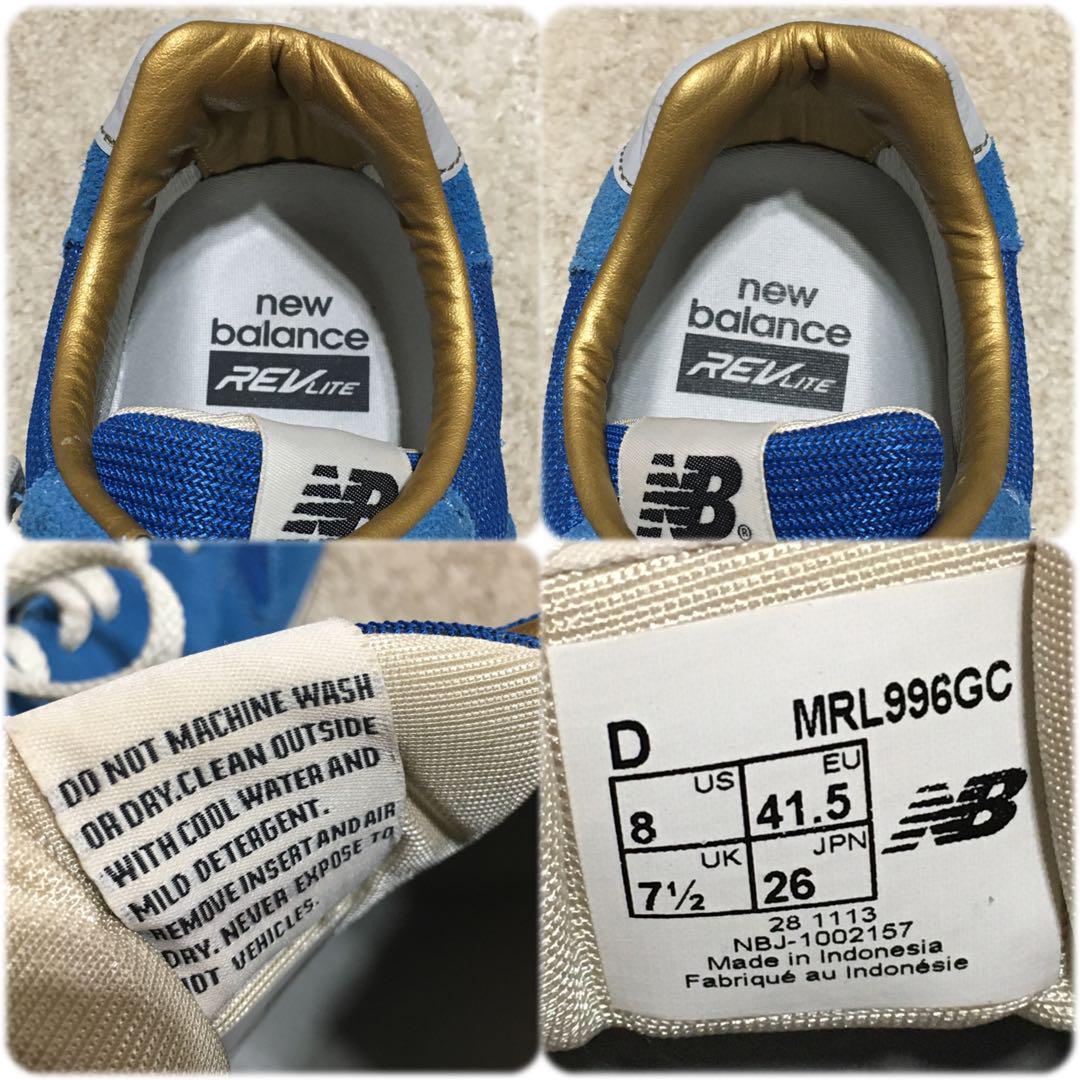 new
balance
REVLITE
NB
new
balance
REVLITE
NB®
DO NOT MACHINE WASH
OR DRY.CLEAN OUTSIDE
WITH COOL WATER AND
MILD DETERGENT.
REMOVE INSERT AND AIR
DRY. NEVER EXPOSE TO
HOT VEHICLES.
D MRL996GC
8 US 41.5 EU
7½ UK 26 JPN
NB
28 1113
NBJ-1002157
Made in Indonesia
Fabriqué au Indonésie